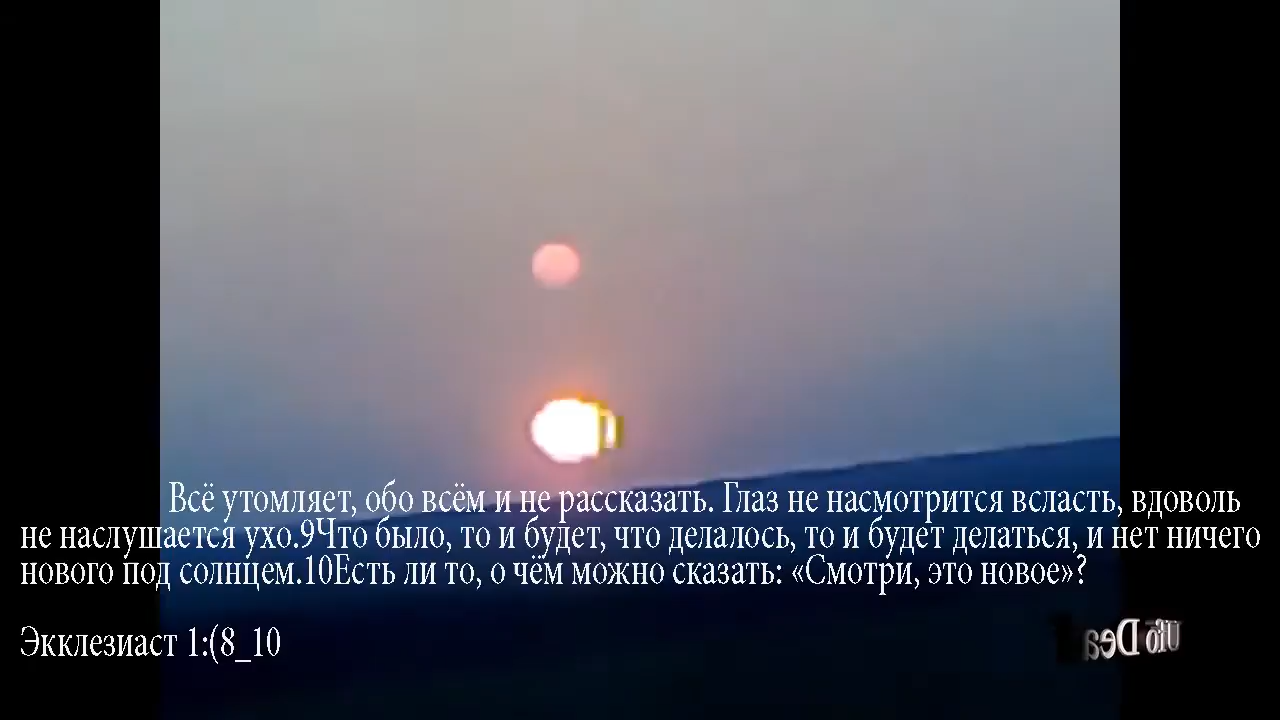 Всё утомляет, обо всём и не рассказать. Глаз не насмотрится всласть, вдоволь
не наслушается ухо.9Что было, то и будет, что делалось, то и будет делаться, и нет ничего
нового под солнцем.10Есть ли то, о чём можно сказать: «Смотри, это новое»?
Экклезиаст 1:(8_10
Ufo Dea